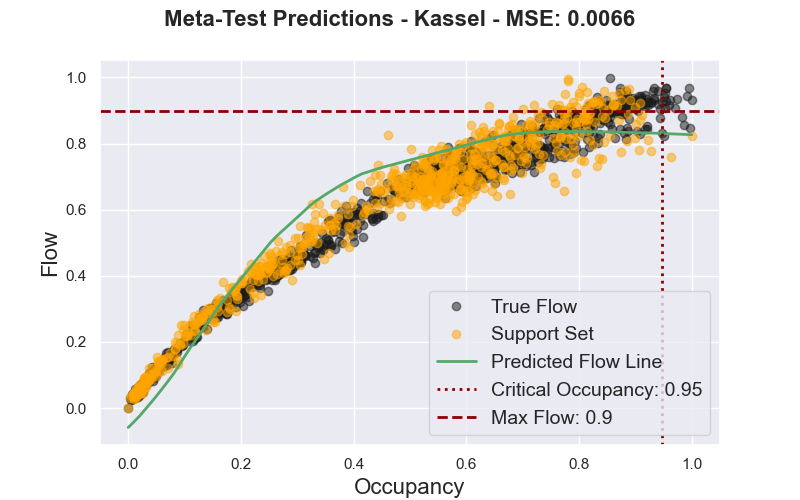 Meta-Test Predictions - Kassel - MSE: 0.0066
1.0
0.8
0.6
0.4
0.2
0.0
Flow
True Flow
Support Set
Predicted Flow Line
Critical Occupancy: 0.95
Max Flow: 0.9
0.0 0.2 0.4 0.6 0.8 1.0
Occupancy